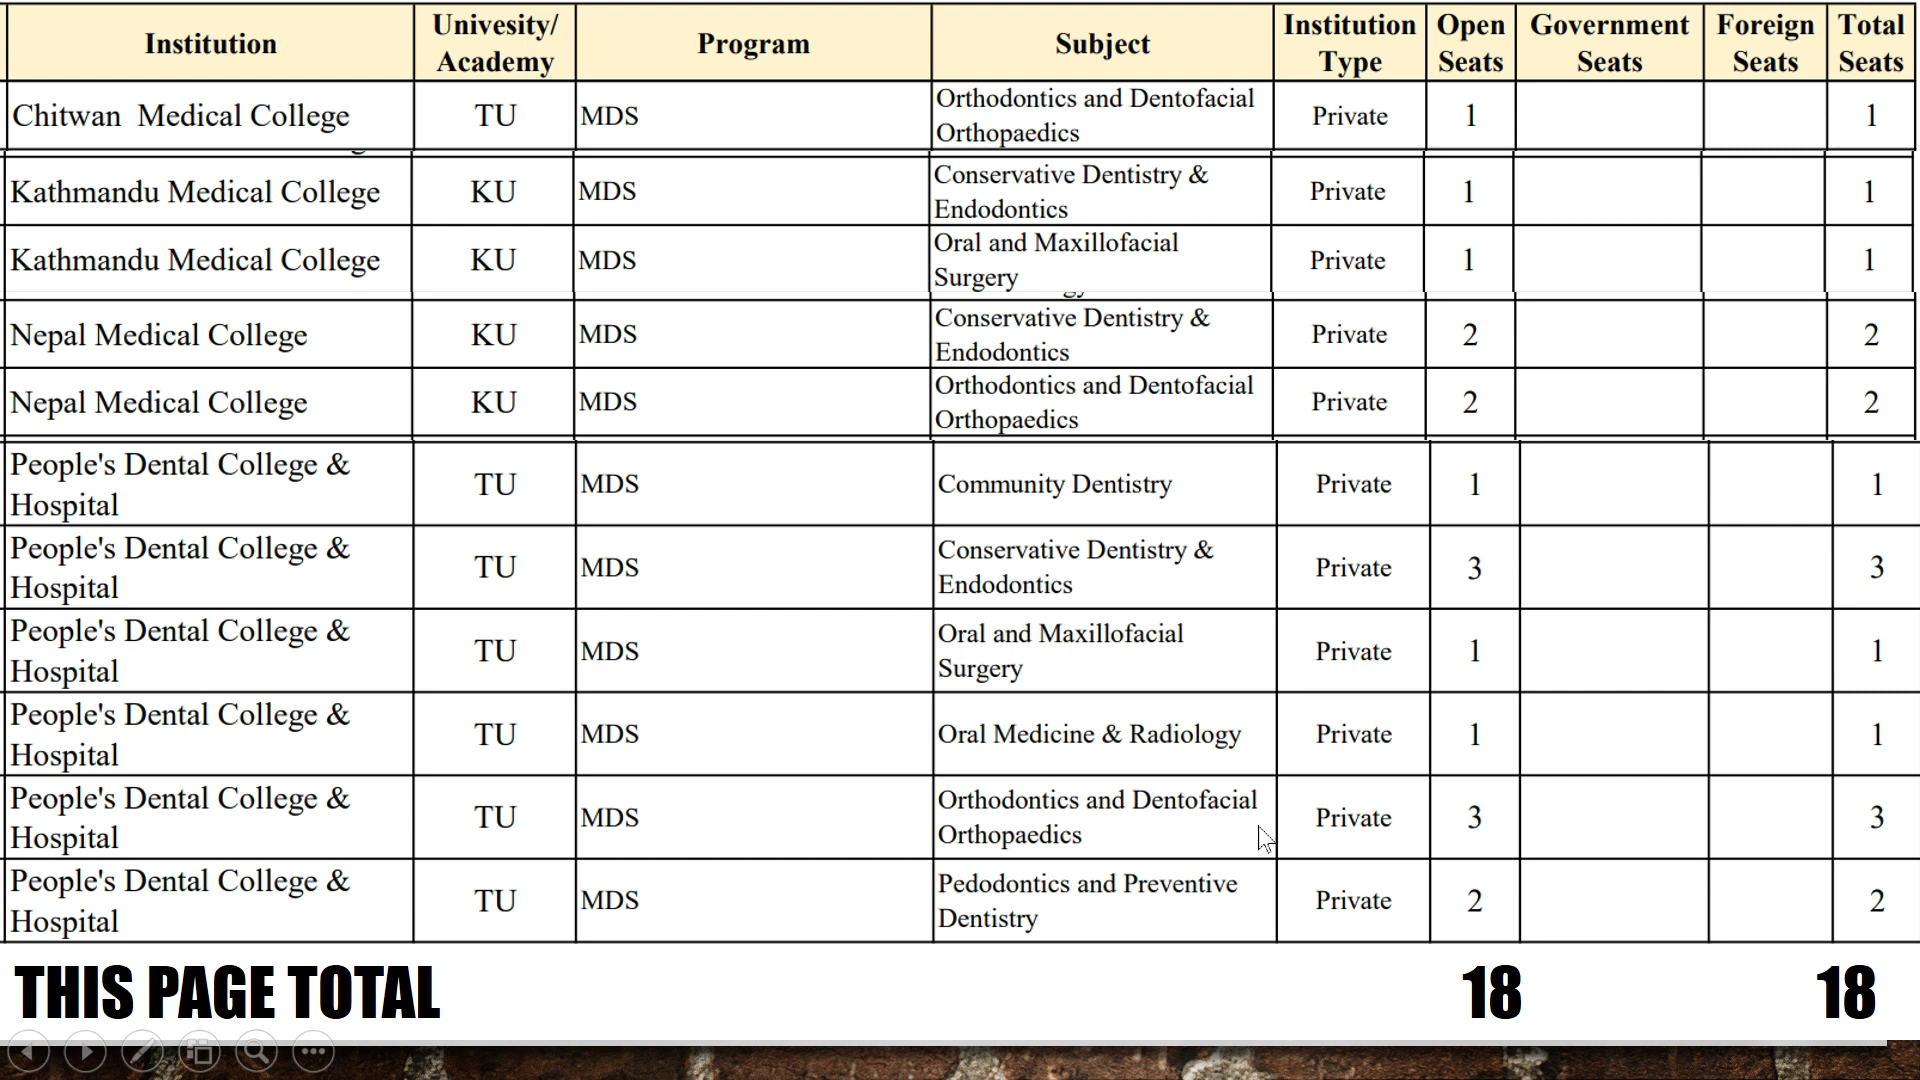 Institution Univesity/ Academy Program Subject Institution Type Open Seats Government Seats Foreign Seats Total Seats
Chitwan  Medical College TU MDS Orthodontics and Dentofacial Orthopaedics Private 1 1
Kathmandu Medical College KU MDS Conservative Dentistry & Endodontics Private 1 1
Kathmandu Medical College KU MDS Oral and Maxillofacial Surgery Private 1 1
Nepal Medical College KU MDS Conservative Dentistry & Endodontics Private 2 2
Nepal Medical College KU MDS Orthodontics and Dentofacial Orthopaedics Private 2 2
People's Dental College & Hospital TU MDS Community Dentistry Private 1 1
People's Dental College & Hospital TU MDS Conservative Dentistry & Endodontics Private 3 3
People's Dental College & Hospital TU MDS Oral and Maxillofacial Surgery Private 1 1
People's Dental College & Hospital TU MDS Oral Medicine & Radiology Private 1 1
People's Dental College & Hospital TU MDS Orthodontics and Dentofacial Orthopaedics Private 3 3
People's Dental College & Hospital TU MDS Pedodontics and Preventive Dentistry Private 2 2
THIS PAGE TOTAL 18 18